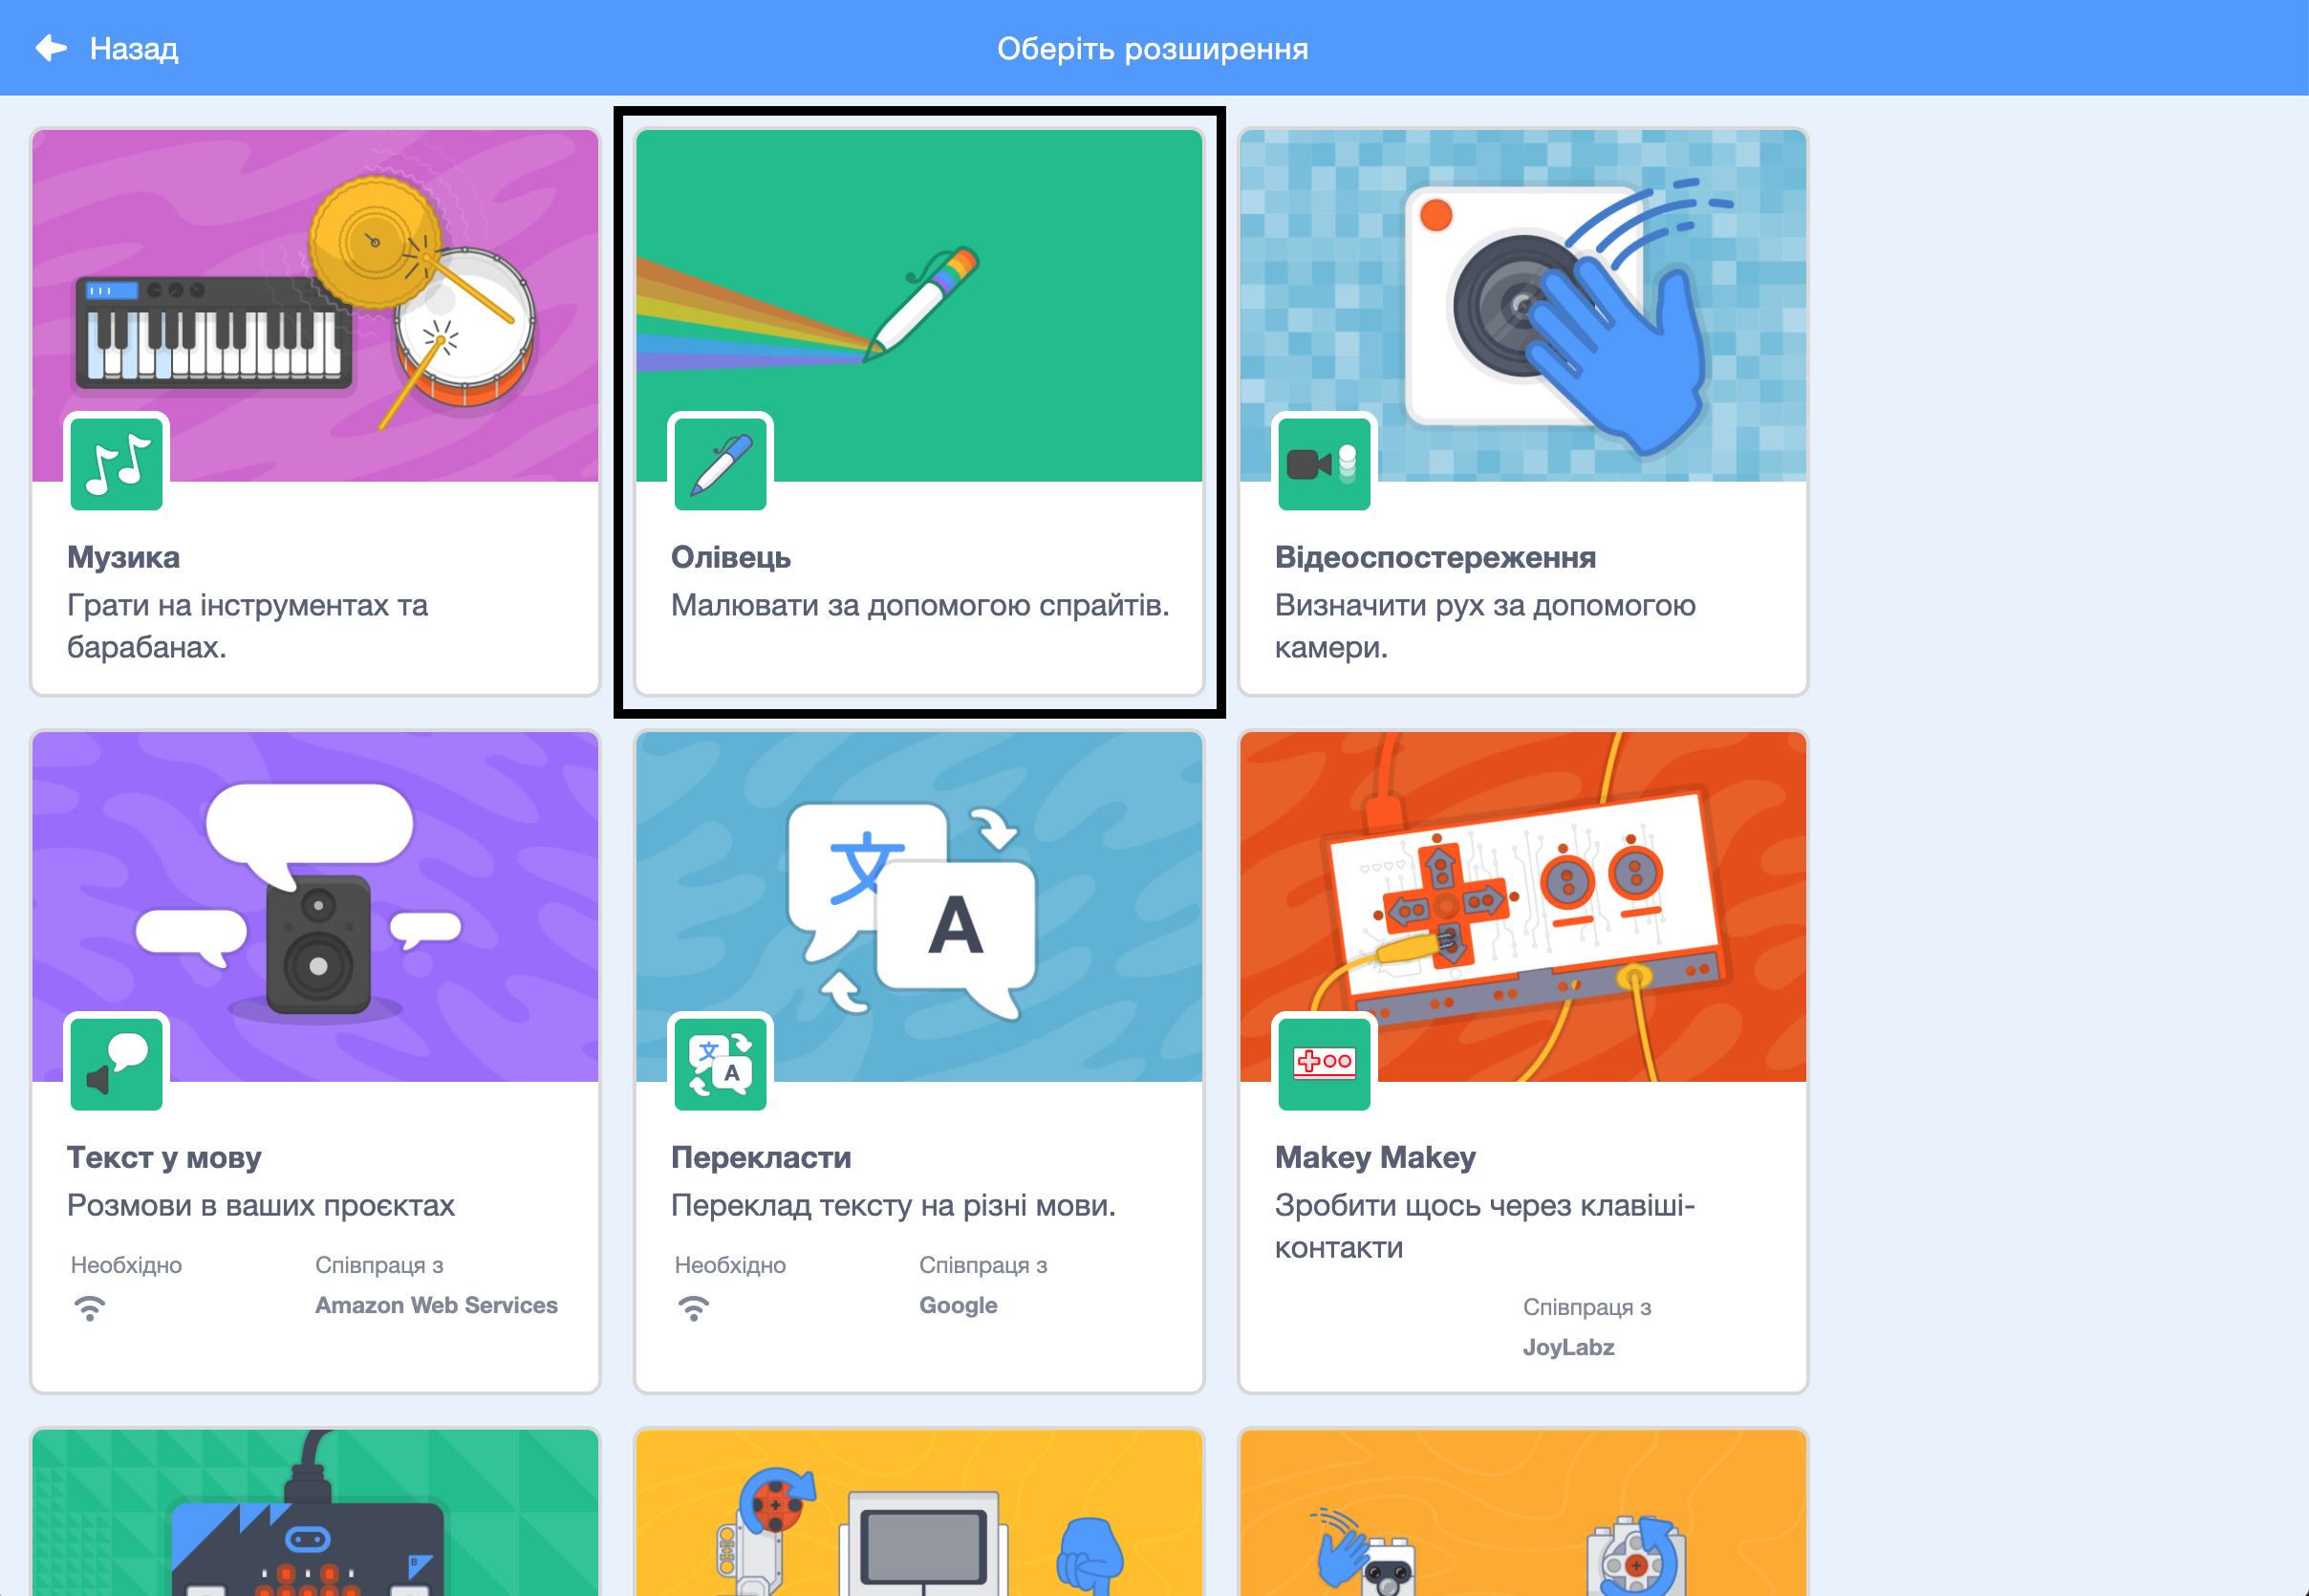 Назад
Оберіть розширення
Музика
Грати на інструментах та
барабанах.
Олівець
Малювати за допомогою спрайтів.
Відеоспостереження
Визначити рух за допомогою
камери.
文
A
文
A
Текст у мову
Розмови в ваших проєктах
Необхідно
Співпраця з
Amazon Web Services
Перекласти
Переклад тексту на різні мови.
Необхідно
Співпраця з
Google
Makey Makey
Зробити щось через клавіші-
контакти
Співпраця з
JoyLabz
B